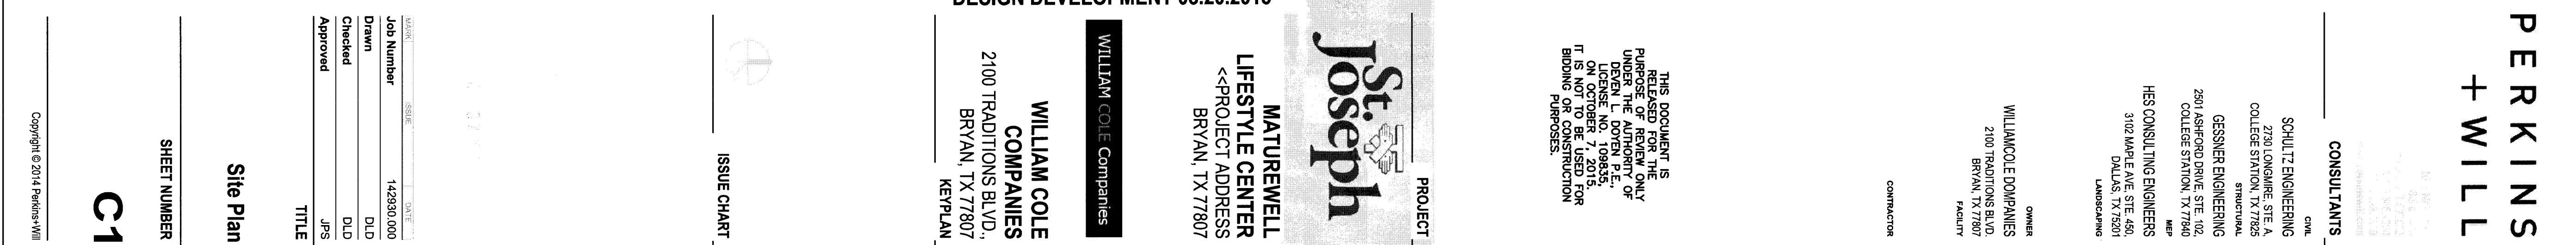 PERKINS
+WILL
CONSULTANTS
CIVIL
SCHULTZ ENGINEERING
2730 LONGMIRE, STE. A,
COLLEGE STATION, TX 77825
STRUCTURAL
GESSNER ENGINEERING
2501 ASHFORD DRIVE, STE. 102,
COLLEGE STATION, TX 77840
MEP
HES CONSULTING ENGINEERS
3102 MAPLE AVE, STE. 450,
DALLAS, TX 75201
LANDSCAPING
OWNER
WILLIAMCOLE DOMPANIES
2100 TRADITIONS BLVD.
BRYAN, TX 77807
FACILITY
CONTRACTOR
THIS DOCUMENT IS
RELEASED FOR THE
PURPOSE OF REVIEW ONLY
UNDER THE AUTHORITY OF
DEVEN L. DOYEN P.E.,
LICENSE NO. 109835,
ON OCTOBER 7, 2015.
IT IS NOT TO BE USED FOR
BIDDING OR CONSTRUCTION
PURPOSES.
PROJECT
St. Joseph
MATUREWELL
LIFESTYLE CENTER
<<PROJECT ADDRESS
BRYAN, TX 77807
WILLIAM COLE Companies
WILLIAM COLE
COMPANIES
2100 TRADITIONS BLVD.,
BRYAN, TX 77807
KEYPLAN
ISSUE CHART
MARK ISSUE DATE
Job Number 142930.000
Drawn DLD
Checked DLD
Approved JPS
TITLE
Site Plan
SHEET NUMBER
C1
Copyright © 2014 Perkins+Will